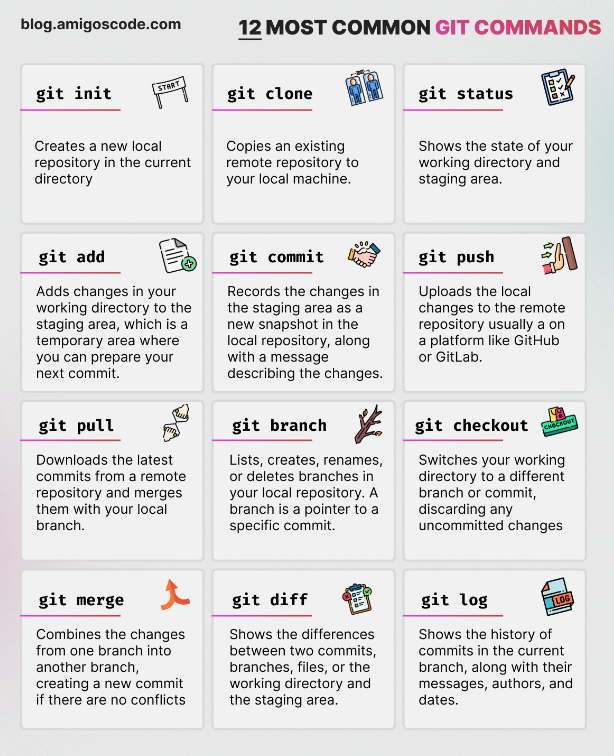 blog.amigoscode.com
12 MOST COMMON GIT COMMANDS
git init
START
Creates a new local
repository in the current
directory
git clone
Copies an existing
remote repository to
your local machine.
git status
Shows the state of your
working directory and
staging area.
git add
Adds changes in your
working directory to the
staging area, which is a
temporary area where
you can prepare your
next commit.
git commit
Records the changes in
the staging area as a
new snapshot in the
local repository, along
with a message
describing the changes.
git push
Uploads the local
changes to the remote
repository usually a on
a platform like GitHub
or GitLab.
git pull
Downloads the latest
commits from a remote
repository and merges
them with your local
branch.
git branch
Lists, creates, renames,
or deletes branches in
your local repository. A
branch is a pointer to a
specific commit.
git checkout
CHECKOUT
Switches your working
directory to a different
branch or commit,
discarding any
uncommitted changes
git merge
Combines the changes
from one branch into
another branch,
creating a new commit
if there are no conflicts
git diff
Shows the differences
between two commits,
branches, files, or the
working directory and
the staging area.
git log
LOG
Shows the history of
commits in the current
branch, along with their
messages, authors, and
dates.